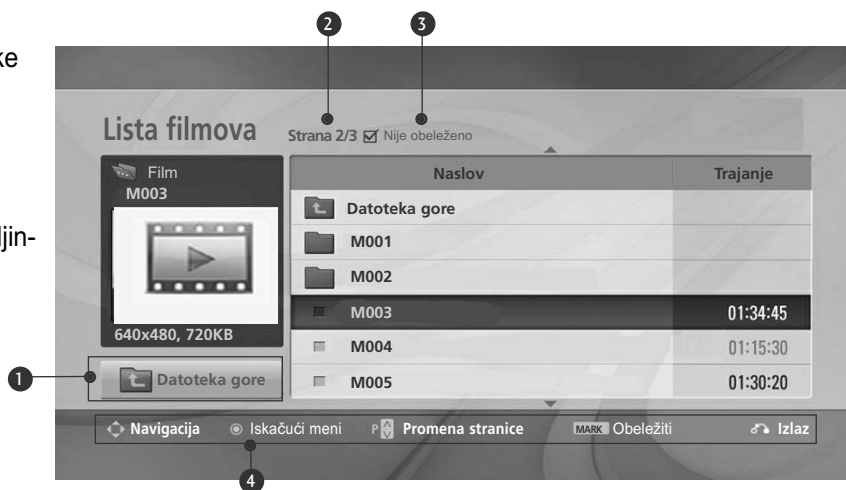 2 3
ke
Lista filmova Strana 2/3 Nije obeleženo
Film
M003
Naslov Trajanje
Datoteka gore
ljin-
M001
M002
M003 01:34:45
640x480, 720KB
M004 01:15:30
1 Datoteka gore
M005 01:30:20
Navigacija Iskačući meni P Promena stranice MARK Obeležiti Izlaz
4